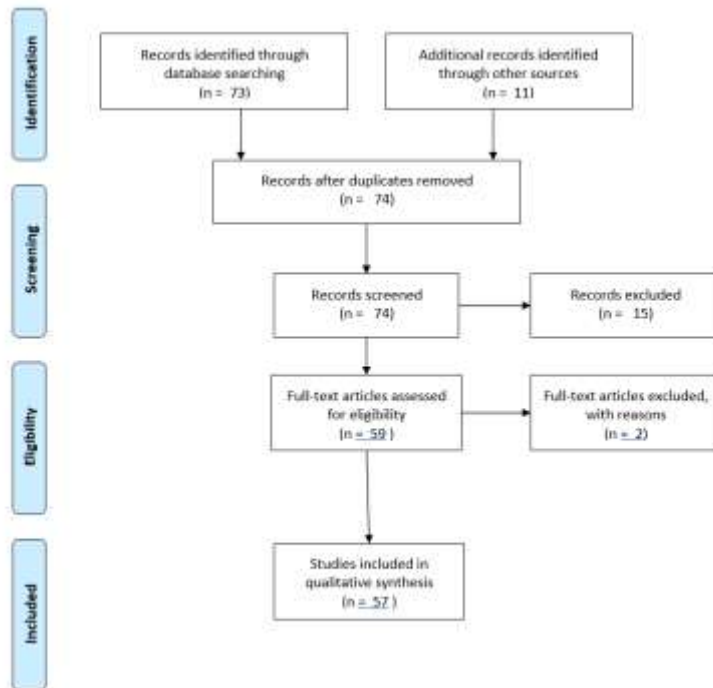 Identification
Records identified through
database searching
(n = 73)
Additional records identified
through other sources
(n = 11)
Records after duplicates removed
(n = 74)
Screening
Records screened
(n = 74)
Records excluded
(n = 15)
Eligibility
Full-text articles assessed
for eligibility
(n = 59 )
Full-text articles excluded,
with reasons
(n = 2)
Included
Studies included in
qualitative synthesis
(n = 57 )